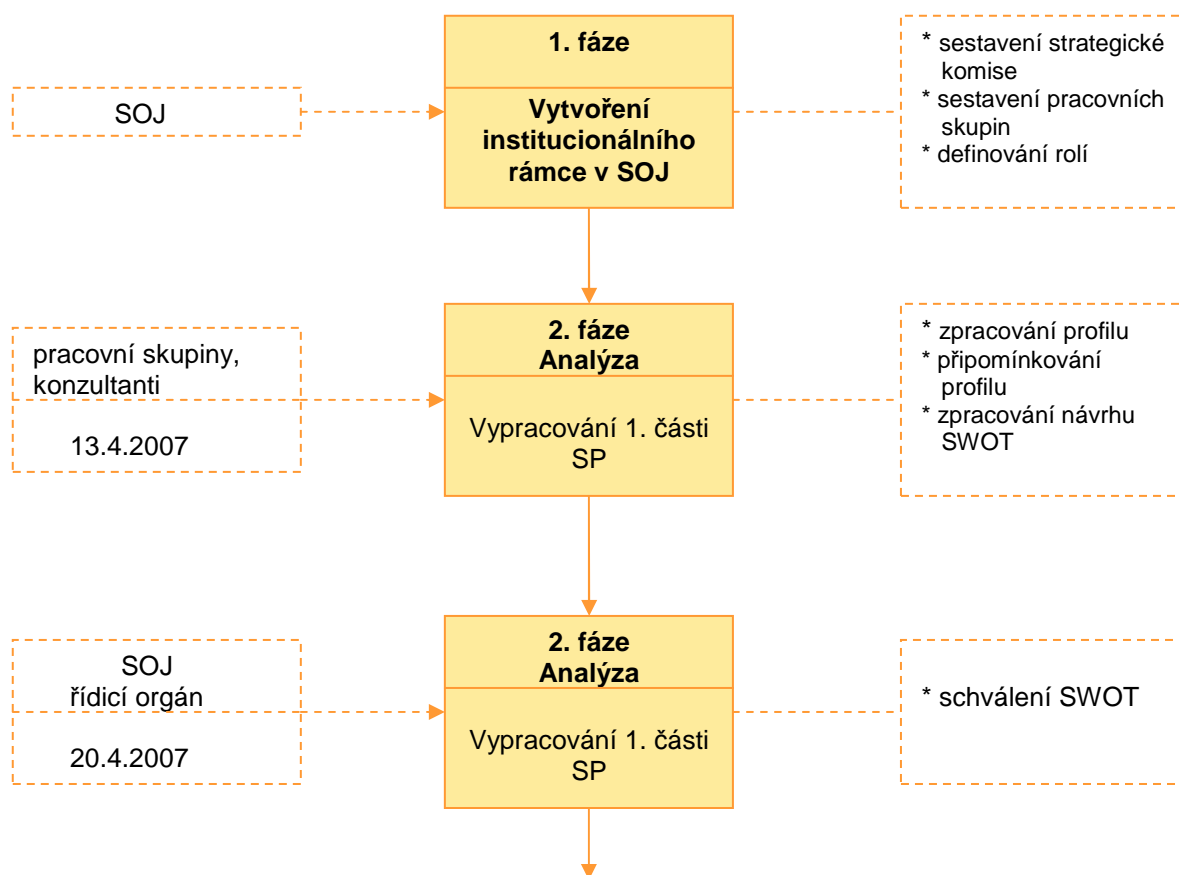 1. fáze
Vytvoření
institucionálního
rámce v SOJ
SOJ
* sestavení strategické
komise
* sestavení pracovních
skupin
* definování rolí
pracovní skupiny,
konzultanti
13.4.2007
2. fáze
Analýza
Vypracování 1. části
SP
* zpracování profilu
* připomínkování
profilu
* zpracování návrhu
SWOT
SOJ
řídicí orgán
20.4.2007
2. fáze
Analýza
Vypracování 1. části
SP
* schválení SWOT